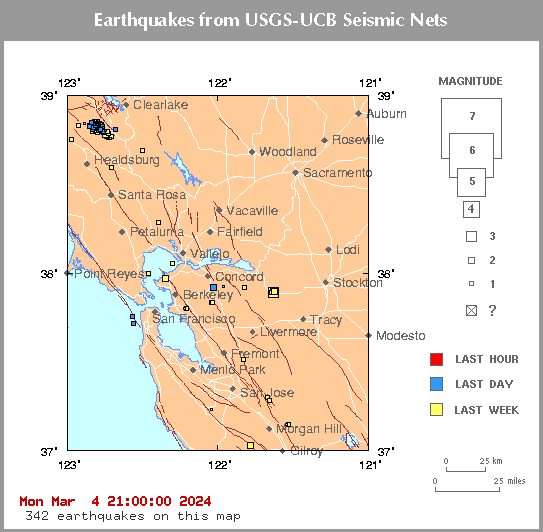 Earthquakes from USGS-UCB Seismic Nets
123° 122° 121°
MAGNITUDE
39° 39°
Clearlake
Auburn
7
Roseville
Woodland
6
Healdsburg
Sacramento
5
Santa Rosa
Vacaville
4
Petaluma
Fairfield
3
Lodi
Vallejo
2
38° 38°
Point Reyes
Concord
Stockton
1
Berkeley
?
San Francisco
Tracy
Livermore
Modesto
Fremont
LAST HOUR
Menlo Park
LAST DAY
San Jose
LAST WEEK
Morgan Hill
37° 37°
Gilroy
123° 122° 121°
0 25 km
0 25 miles
Mon Mar 4 21:00:00 2024
342 earthquakes on this map